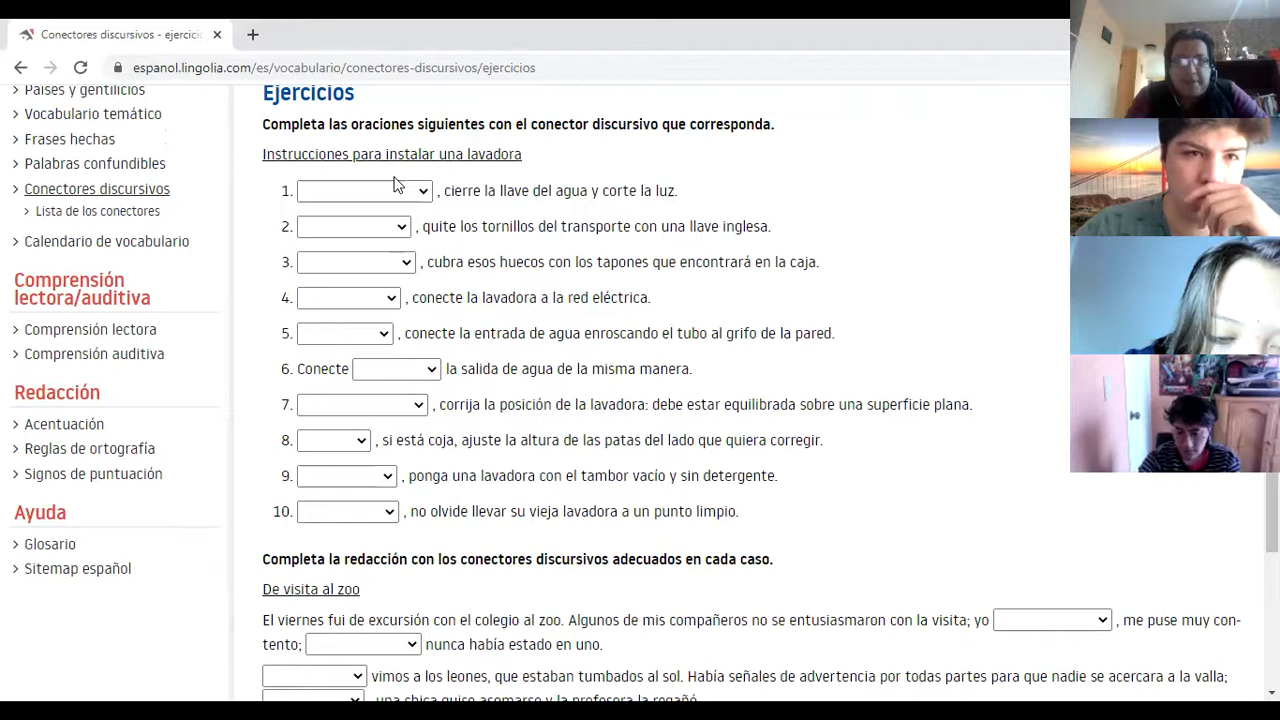 Conectores discursivos - ejercici
espanol.lingolia.com/es/vocabulario/conectores-discursivos/ejercicios
Países y gentilicios
Vocabulario temático
Frases hechas
Palabras confundibles
Conectores discursivos
Lista de los conectores
Calendario de vocabulario
Comprensión
lectora/auditiva
Comprensión lectora
Comprensión auditiva
Redacción
Acentuación
Reglas de ortografía
Signos de puntuación
Ayuda
Glosario
Sitemap español
Ejercicios
Completa las oraciones siguientes con el conector discursivo que corresponda.
Instrucciones para instalar una lavadora
1. , cierre la llave del agua y corte la luz.
2. , quite los tornillos del transporte con una llave inglesa.
3. , cubra esos huecos con los tapones que encontrará en la caja.
4. , conecte la lavadora a la red eléctrica.
5. , conecte la entrada de agua enroscando el tubo al grifo de la pared.
6. Conecte la salida de agua de la misma manera.
7. , corrija la posición de la lavadora: debe estar equilibrada sobre una superficie plana.
8. , si está coja, ajuste la altura de las patas del lado que quiera corregir.
9. , ponga una lavadora con el tambor vacío y sin detergente.
10. , no olvide llevar su vieja lavadora a un punto limpio.
Completa la redacción con los conectores discursivos adecuados en cada caso.
De visita al zoo
El viernes fui de excursión con el colegio al zoo. Algunos de mis compañeros no se entusiasmaron con la visita; yo , me puse muy con-
tento; nunca había estado en uno.
vimos a los leones, que estaban tumbados al sol. Había señales de advertencia por todas partes para que nadie se acercara a la valla;
, una chica quiso asomarse y la profesora la regañó.